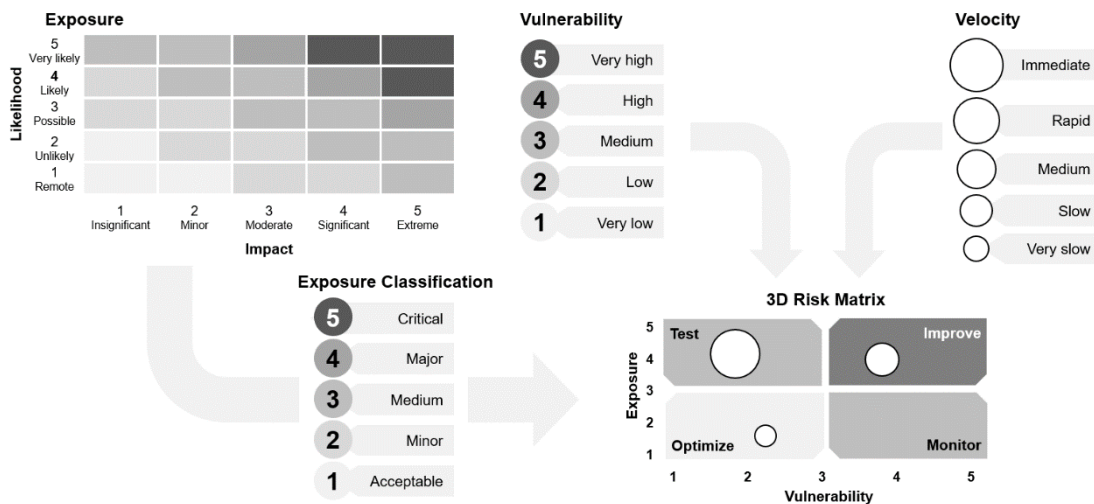 Exposure
Likelihood
5
Very likely
4
Likely
3
Possible
2
Unlikely
1
Remote
1
Insignificant
2
Minor
3
Moderate
4
Significant
5
Extreme
Impact
Vulnerability
5 Very high
4 High
3 Medium
2 Low
1 Very low
Velocity
Immediate
Rapid
Medium
Slow
Very slow
Exposure Classification
5 Critical
4 Major
3 Medium
2 Minor
1 Acceptable
3D Risk Matrix
Exposure
5
4
3
2
1
Test
Improve
Optimize
Monitor
1 2 3 4 5
Vulnerability